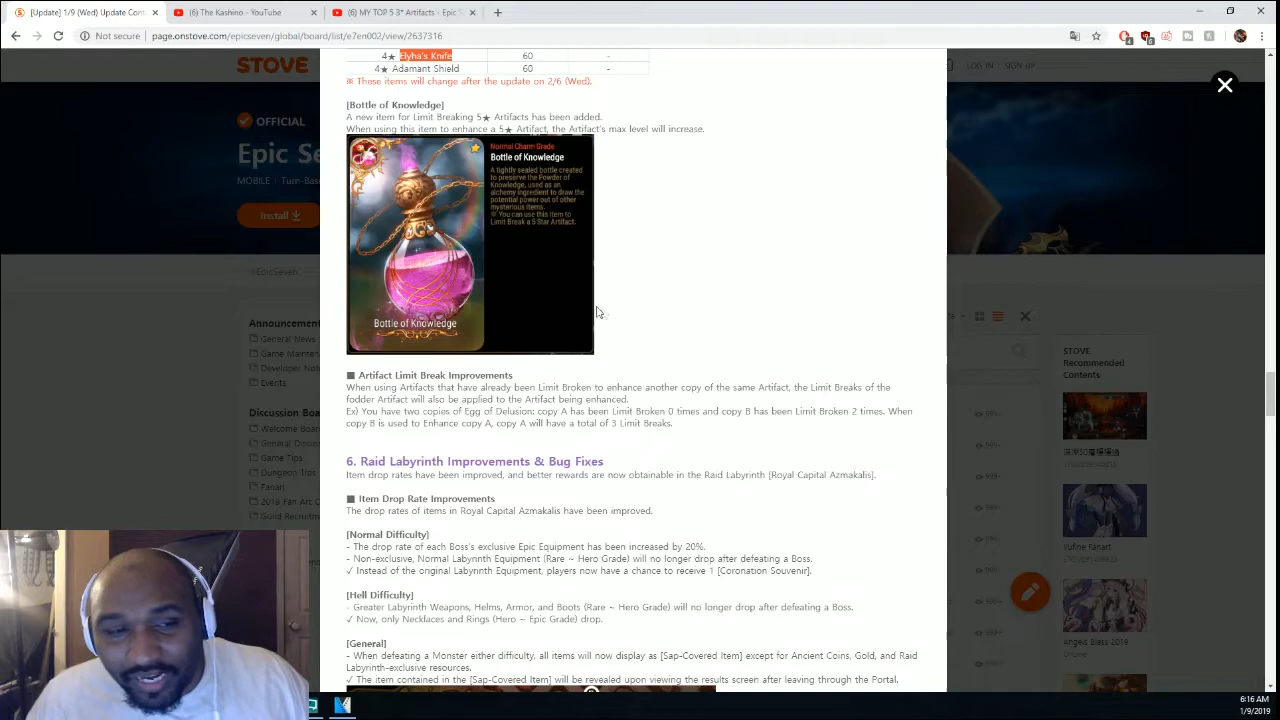 [Update] 1/9 (Wed) Update Cont
(6) The Kashino - YouTube
(6) MY TOP 5 3* Artifacts - Epic S
Not secure
page.onstove.com/epicseven/global/board/list/e7en002/view/2637316
STOVE
LOG IN
SIGN UP
4★ Elyha's Knife 60 -
4★ Adamant Shield 60 -
※ These items will change after the update on 2/6 (Wed).
[Bottle of Knowledge]
A new item for Limit Breaking 5★ Artifacts has been added.
When using this item to enhance a 5★ Artifact, the Artifact's max level will increase.
Normal Charm Grade
Bottle of Knowledge
A tightly sealed bottle created
to preserve the Powder of
Knowledge, used as an
alchemy ingredient to draw the
potential power out of other
mysterious items.
※ You can use this item to
Limit Break a 5 Star Artifact.
Bottle of Knowledge
■ Artifact Limit Break Improvements
When using Artifacts that have already been Limit Broken to enhance another copy of the same Artifact, the Limit Breaks of the
fodder Artifact will also be applied to the Artifact being enhanced.
Ex) You have two copies of Egg of Delusion: copy A has been Limit Broken 0 times and copy B has been Limit Broken 2 times. When
copy B is used to Enhance copy A, copy A will have a total of 3 Limit Breaks.
6. Raid Labyrinth Improvements & Bug Fixes
Item drop rates have been improved, and better rewards are now obtainable in the Raid Labyrinth [Royal Capital Azmakalis].
■ Item Drop Rate Improvements
The drop rates of items in Royal Capital Azmakalis have been improved.
[Normal Difficulty]
- The drop rate of each Boss's exclusive Epic Equipment has been increased by 20%.
- Non-exclusive, Normal Labyrinth Equipment (Rare ~ Hero Grade) will no longer drop after defeating a Boss.
✓ Instead of the original Labyrinth Equipment, players now have a chance to receive 1 [Coronation Souvenir].
[Hell Difficulty]
- Greater Labyrinth Weapons, Helms, Armor, and Boots (Rare ~ Hero Grade) will no longer drop after defeating a Boss.
✓ Now, only Necklaces and Rings (Hero ~ Epic Grade) drop.
[General]
- When defeating a Monster either difficulty, all items will now display as [Sap-Covered Item] except for Ancient Coins, Gold, and Raid
Labyrinth-exclusive resources.
✓ The item contained in the [Sap-Covered Item] will be revealed upon viewing the results screen after leaving through the Portal.
OFFICIAL
Epic Se
MOBILE
Turn-Base
Install
#EpicSeven
Announcement
General News
Game Mainten
Developer Note
Events
Discussion Boa
Welcome Board
General Discuss
Game Tips
Dungeon Tips
Fanart
2019 Fan Art C
Guild Recruitm
STOVE
Recommended
Contents
Yufine Fanart
Angels Bless 2019
6:16 AM
1/9/2019